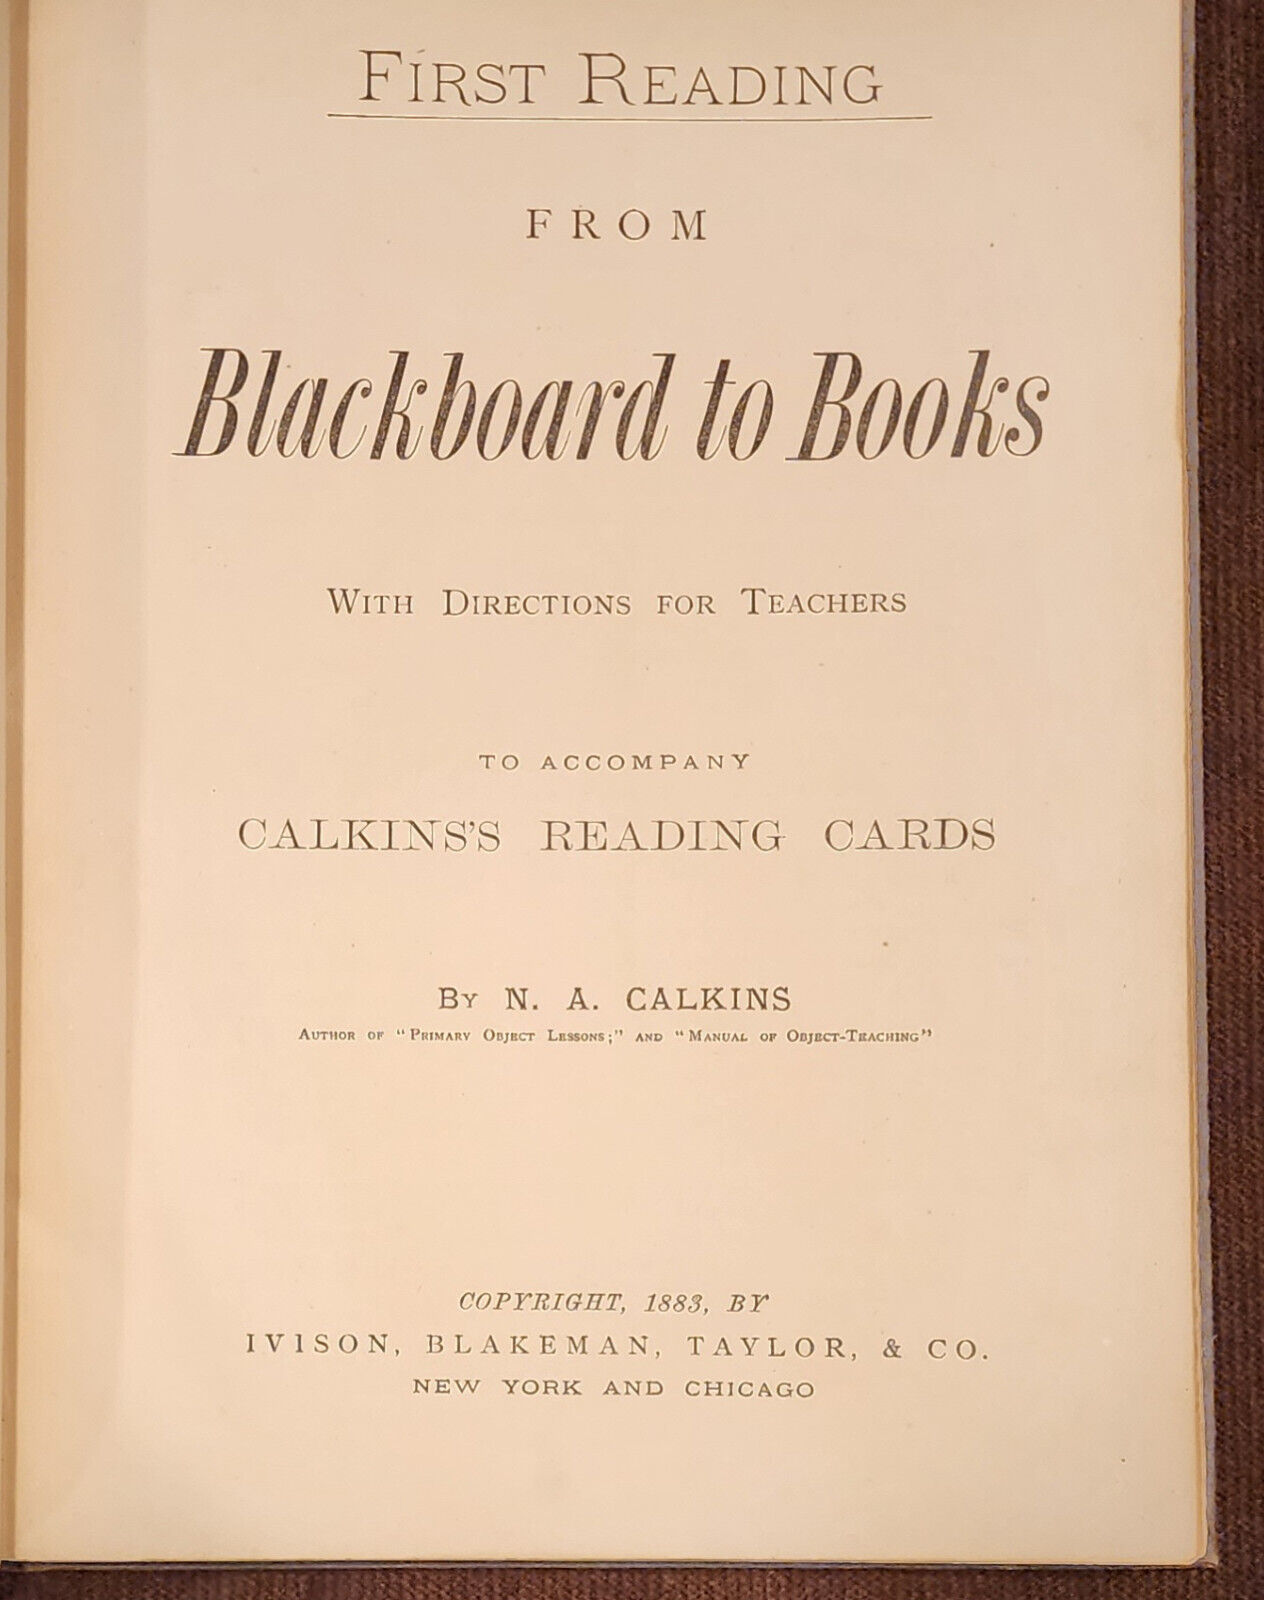 FIRST READING
FROM
Blackboard to Books
WITH DIRECTIONS FOR TEACHERS
TO ACCOMPANY
CALKINS'S READING CARDS
BY N. A. CALKINS
AUTHOR OF "PRIMARY OBJECT LESSONS;" AND "MANUAL OF OBJECT-TEACHING"
COPYRIGHT, 1883, BY
IVISON, BLAKEMAN, TAYLOR, & CO.
NEW YORK AND CHICAGO